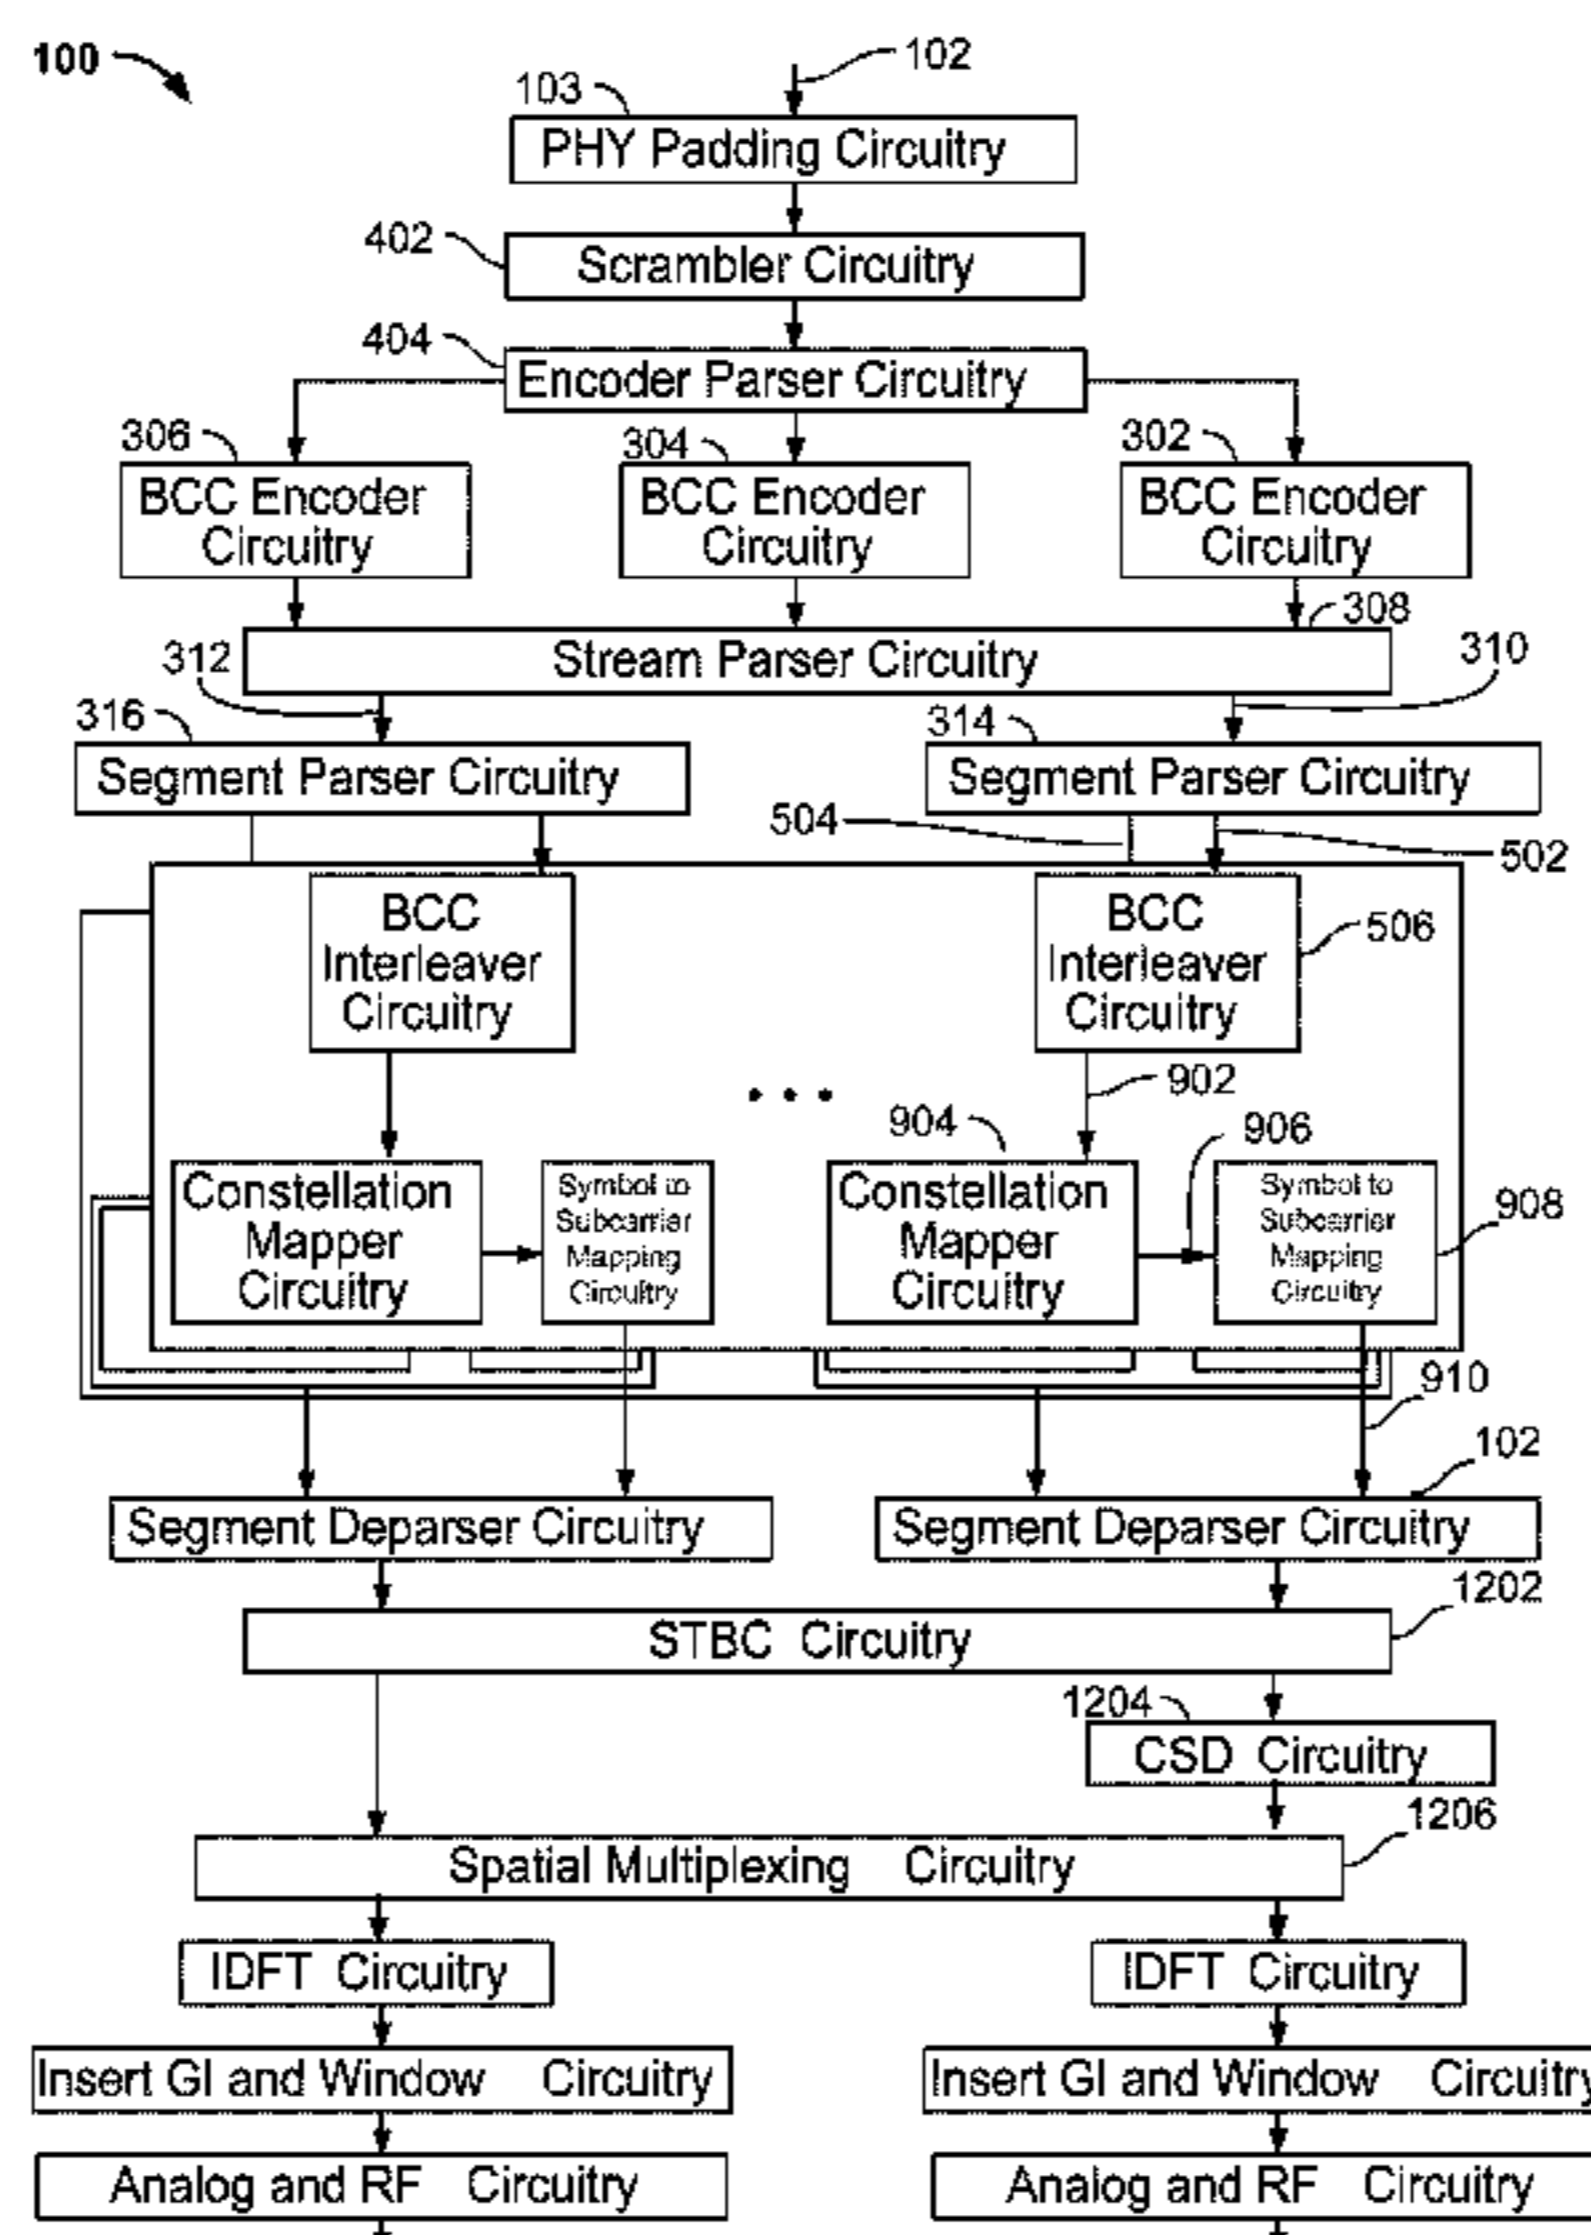 100
102
103
PHY Padding Circuitry
402
Scrambler Circuitry
404
Encoder Parser Circuitry
306
304
302
BCC Encoder
Circuitry
BCC Encoder
Circuitry
BCC Encoder
Circuitry
308
Stream Parser Circuitry
312
310
316
314
Segment Parser Circuitry
Segment Parser Circuitry
504
502
BCC
Interleaver
Circuitry
BCC
Interleaver
Circuitry
506
...
902
904
906
Constellation
Mapper
Circuitry
Symbol to
Subcarrier
Mapping
Circuitry
Constellation
Mapper
Circuitry
Symbol to
Subcarrier
Mapping
Circuitry
908
910
102
Segment Deparser Circuitry
Segment Deparser Circuitry
1202
STBC Circuitry
1204
CSD Circuitry
1206
Spatial Multiplexing Circuitry
IDFT Circuitry
IDFT Circuitry
Insert GI and Window Circuitry
Insert GI and Window Circuitry
Analog and RF Circuitry
Analog and RF Circuitry